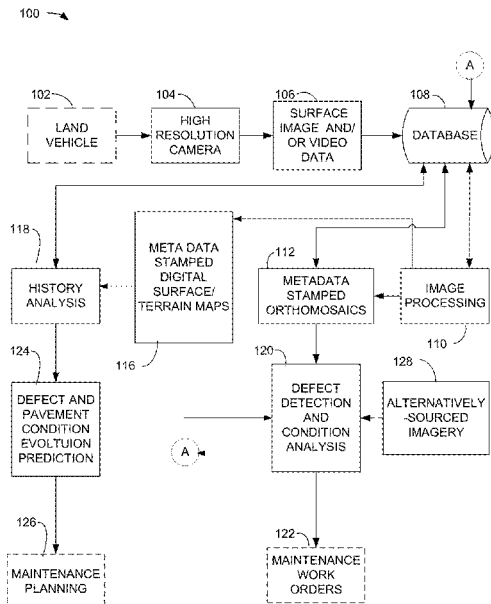 100
A
102
104
106
108
LAND
VEHICLE
HIGH
RESOLUTION
CAMERA
SURFACE
IMAGE AND/
OR VIDEO
DATA
DATABASE
118
HISTORY
ANALYSIS
META DATA
STAMPED
DIGITAL
SURFACE/
TERRAIN MAPS
116
112
METADATA
STAMPED
ORTHOMOSAICS
IMAGE
PROCESSING
110
124
DEFECT AND
PAVEMENT
CONDITION
EVOLTUION
PREDICTION
A
120
DEFECT
DETECTION
AND
CONDITION
ANALYSIS
128
ALTERNATIVELY
-SOURCED
IMAGERY
126
MAINTENANCE
PLANNING
122
MAINTENANCE
WORK
ORDERS